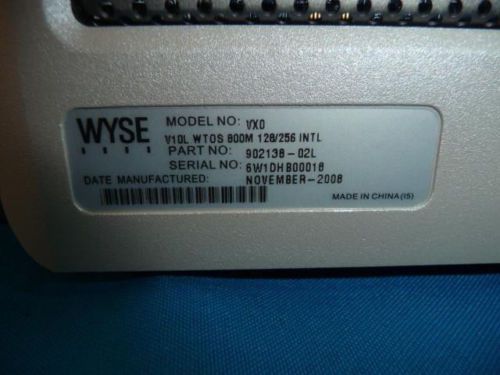 WYSE
MODEL NO: VX0
V10L WTOS 800M 128/256 INTL
PART NO: 902138-02L
SERIAL NO: 6W1DHB00018
DATE MANUFACTURED: NOVEMBER-2008
MADE IN CHINA(I5)